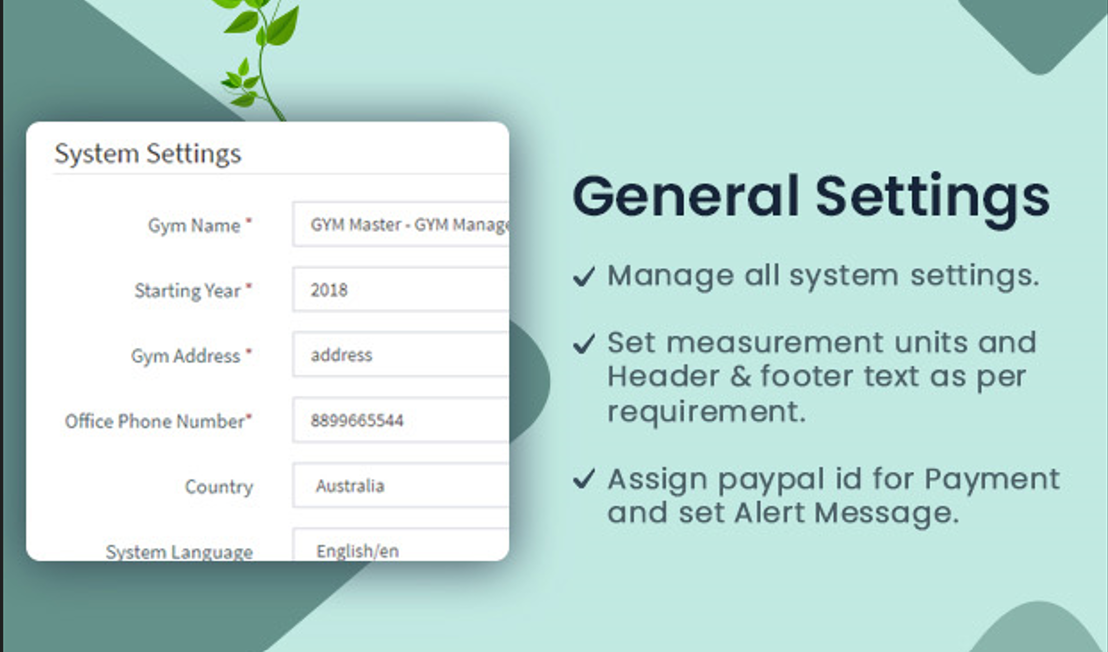 System Settings
Gym Name *
GYM Master - GYM Manage
Starting Year *
2018
Gym Address *
address
Office Phone Number*
8899665544
Country
Australia
System Language
English/en
General Settings
Manage all system settings.
Set measurement units and
Header & footer text as per
requirement.
Assign paypal id for Payment
and set Alert Message.